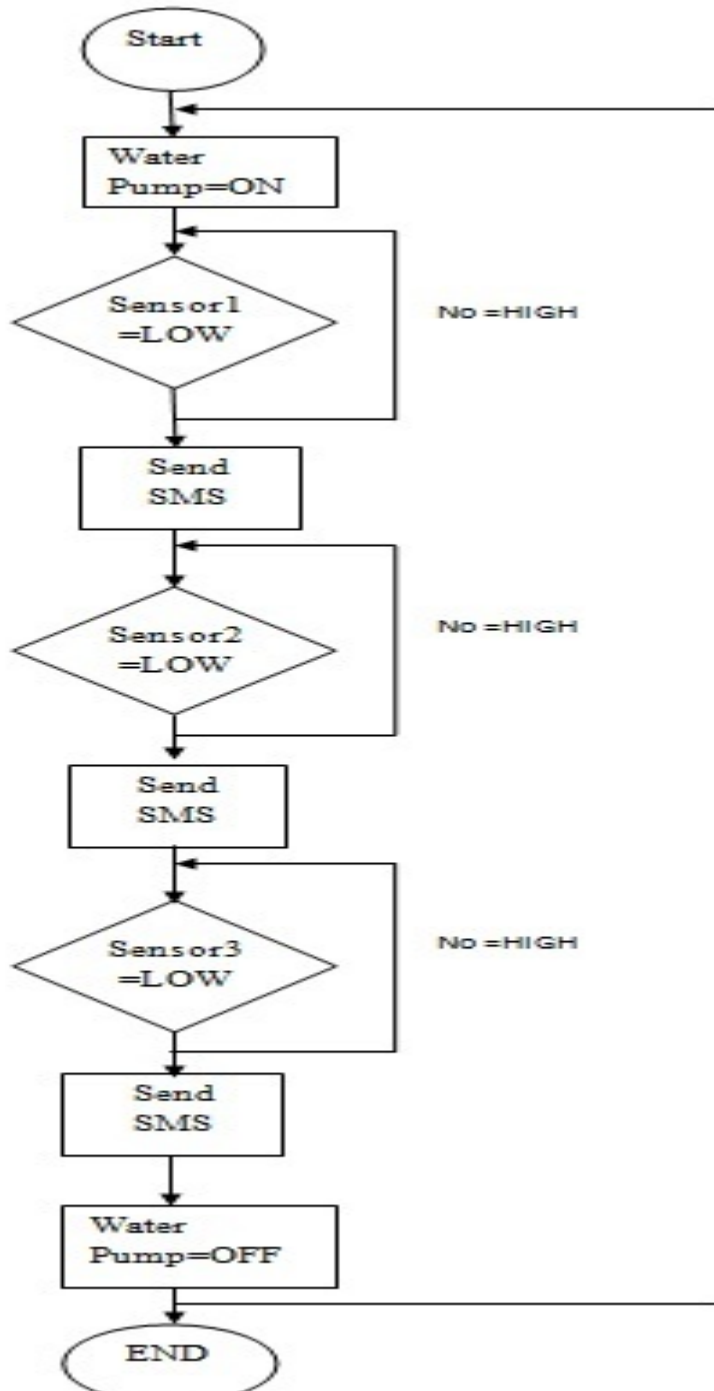 Start
Water
Pump=ON
Sensor1
=LOW
No =HIGH
Send
SMS
Sensor2
=LOW
No =HIGH
Send
SMS
Sensor3
=LOW
No =HIGH
Send
SMS
Water
Pump=OFF
END